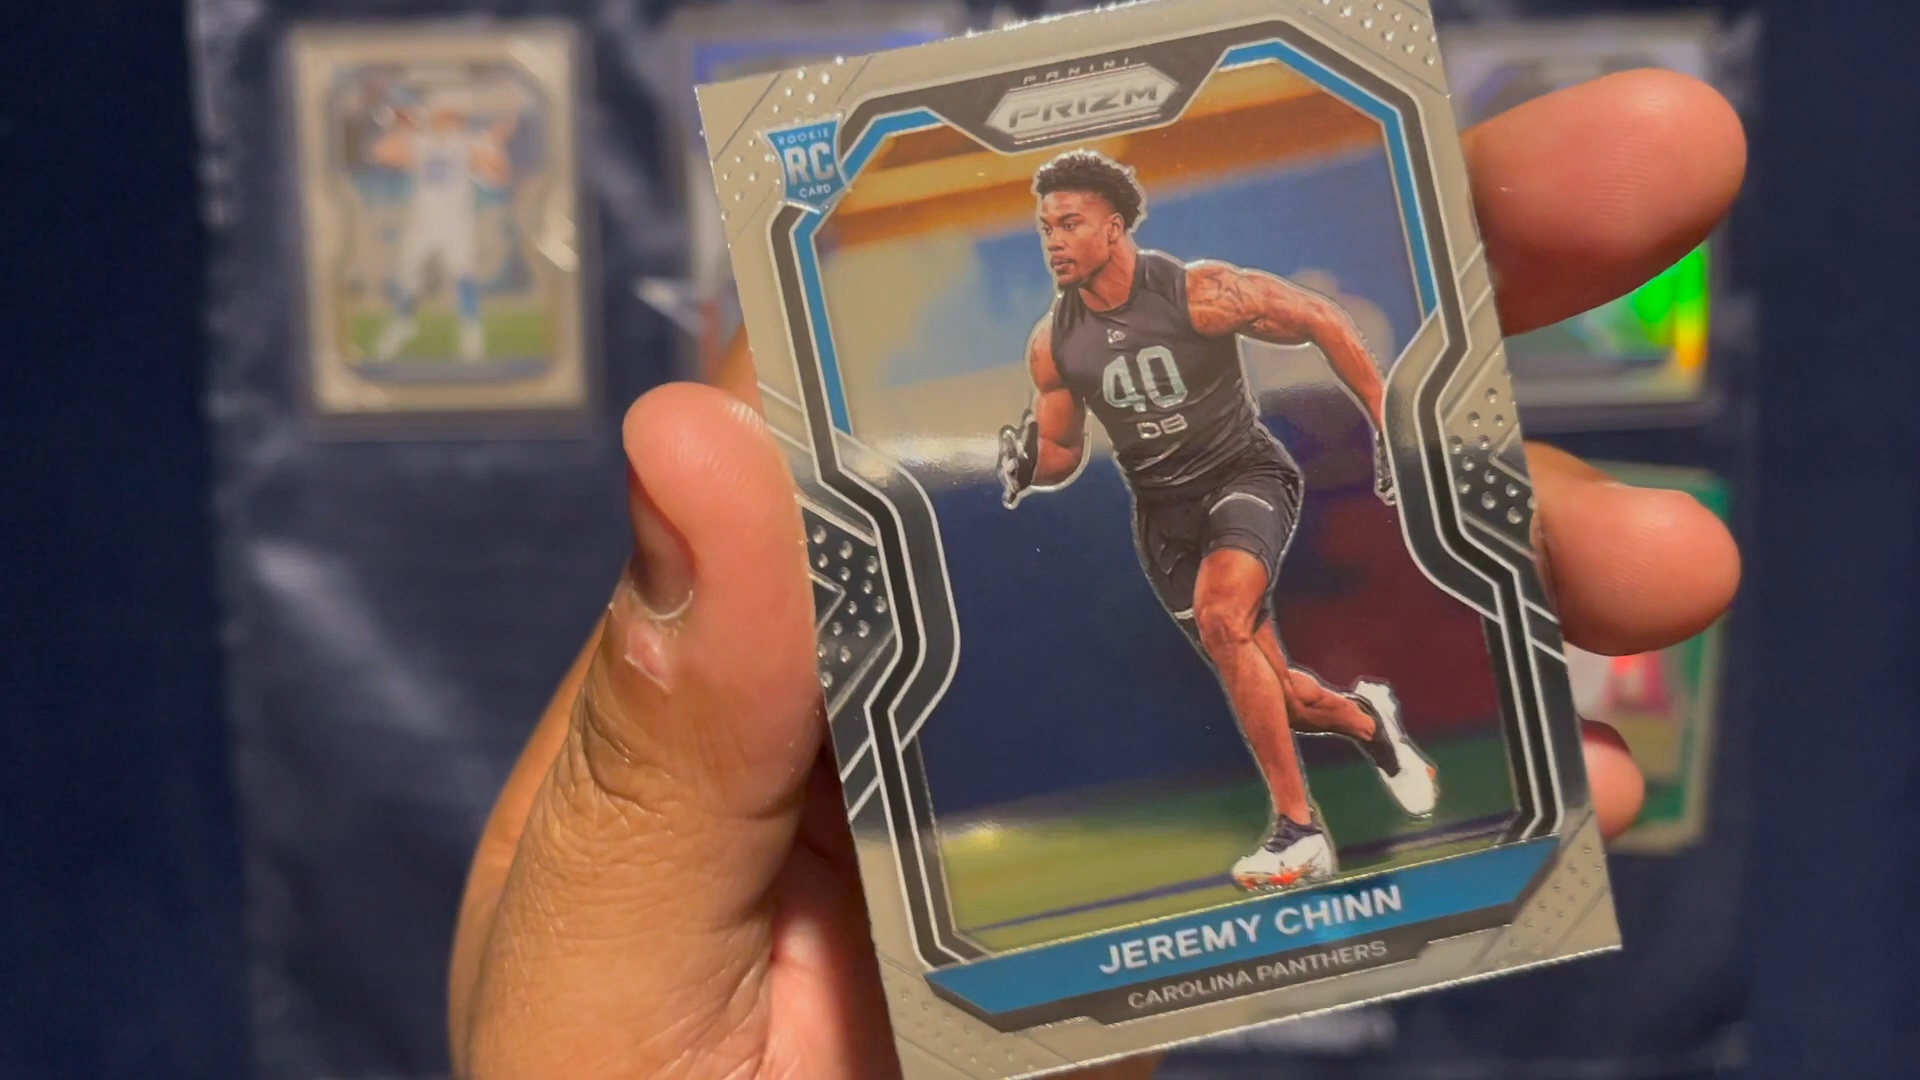 PANINI
PRIZM
ROOKIE
RC
CARD
40
DB
JEREMY CHINN
CAROLINA PANTHERS